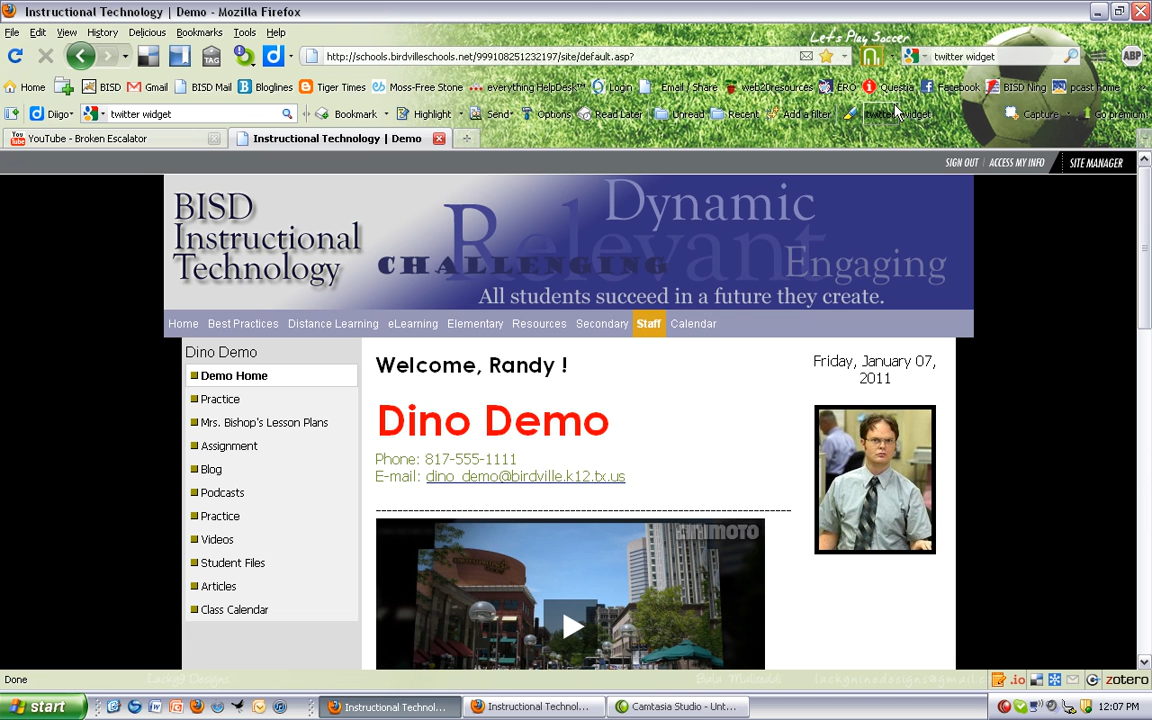 Instructional Technology | Demo - Mozilla Firefox
File Edit View History Delicious Bookmarks Tools Help
Let's Play Soccer
TAG
http://schools.birdvilleschools.net/999108251232197/site/default.asp?
twitter widget
ABP
Home BISD Gmail BISD Mail Bloglines Tiger Times Moss-Free Stone everything HelpDesk™ Login Email / Share web20resources ERO Questia Facebook BISD Ning pcast home
Diigo twitter widget Bookmark Highlight Send Options Read Later Unread Recent Add a filter twitter widget Capture Go premium!
YouTube - Broken Escalator
Instructional Technology | Demo
SIGN OUT / ACCESS MY INFO SITE MANAGER
BISD
Instructional
Technology
Dynamic
Relevant
CHALLENGING
Engaging
All students succeed in a future they create.
Home Best Practices Distance Learning eLearning Elementary Resources Secondary Staff Calendar
Dino Demo
Demo Home
Practice
Mrs. Bishop's Lesson Plans
Assignment
Blog
Podcasts
Practice
Videos
Student Files
Articles
Class Calendar
Welcome, Randy !
Dino Demo
Phone: 817-555-1111
E-mail: dino_demo@birdville.k12.tx.us
--------------------------------------------------------------------------------
ANIMOTO
Friday, January 07,
2011
Done
.io
zotero
start
Instructional Technol...
Instructional Technol...
Camtasia Studio - Unt...
12:07 PM